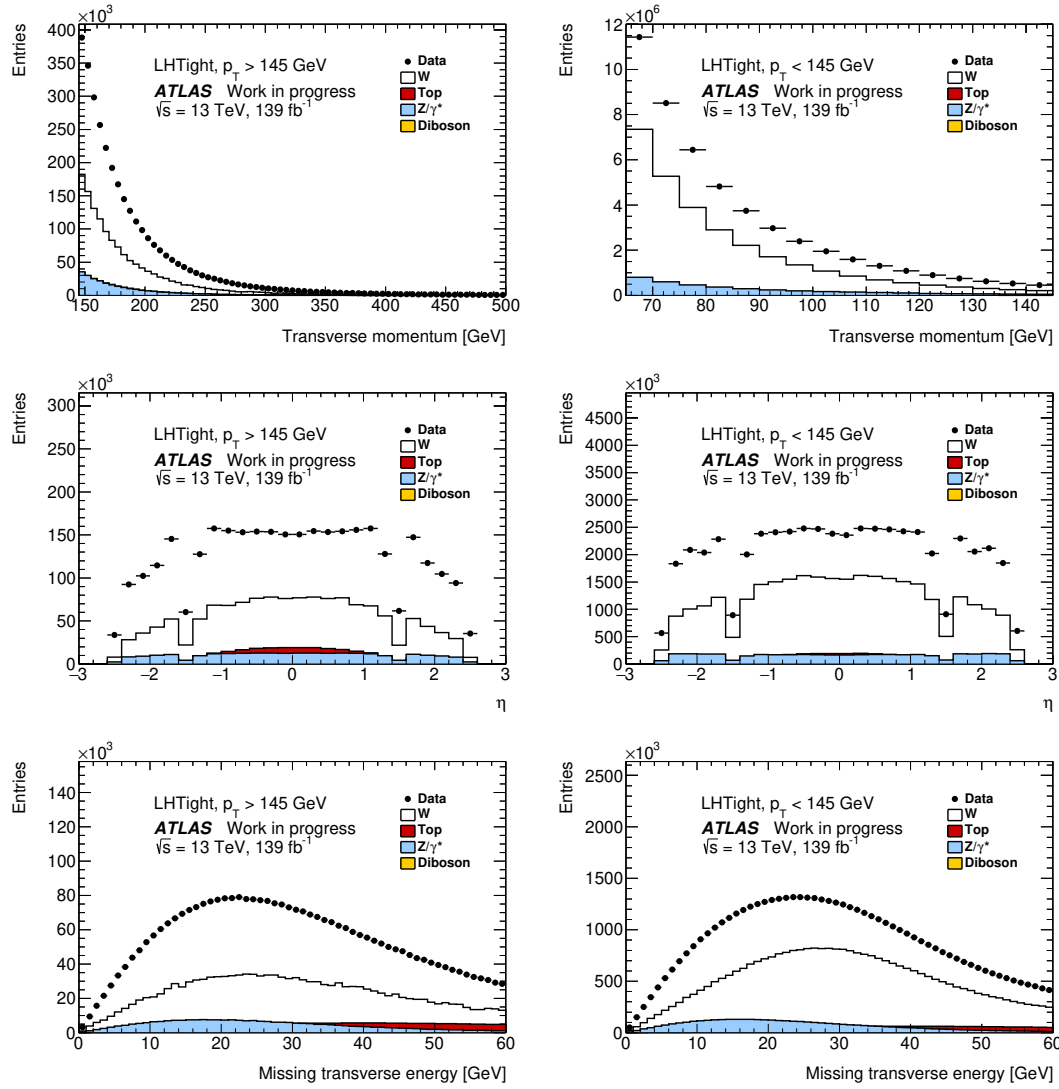 ×10³
Entries
400
350
300
250
200
150
100
50
0
150 200 250 300 350 400 450 500
Transverse momentum [GeV]
LHTight, p_T > 145 GeV
ATLAS Work in progress
√s = 13 TeV, 139 fb⁻¹
Data
W
Top
Z/γ*
Diboson
×10⁶
Entries
12
10
8
6
4
2
0
70 80 90 100 110 120 130 140
Transverse momentum [GeV]
LHTight, p_T < 145 GeV
ATLAS Work in progress
√s = 13 TeV, 139 fb⁻¹
Data
W
Top
Z/γ*
Diboson
×10³
Entries
300
250
200
150
100
50
0
−3 −2 −1 0 1 2 3
η
LHTight, p_T > 145 GeV
ATLAS Work in progress
√s = 13 TeV, 139 fb⁻¹
Data
W
Top
Z/γ*
Diboson
×10³
Entries
4500
4000
3500
3000
2500
2000
1500
1000
500
0
−3 −2 −1 0 1 2 3
η
LHTight, p_T < 145 GeV
ATLAS Work in progress
√s = 13 TeV, 139 fb⁻¹
Data
W
Top
Z/γ*
Diboson
×10³
Entries
140
120
100
80
60
40
20
0
0 10 20 30 40 50 60
Missing transverse energy [GeV]
LHTight, p_T > 145 GeV
ATLAS Work in progress
√s = 13 TeV, 139 fb⁻¹
Data
W
Top
Z/γ*
Diboson
×10³
Entries
2500
2000
1500
1000
500
0
0 10 20 30 40 50 60
Missing transverse energy [GeV]
LHTight, p_T < 145 GeV
ATLAS Work in progress
√s = 13 TeV, 139 fb⁻¹
Data
W
Top
Z/γ*
Diboson